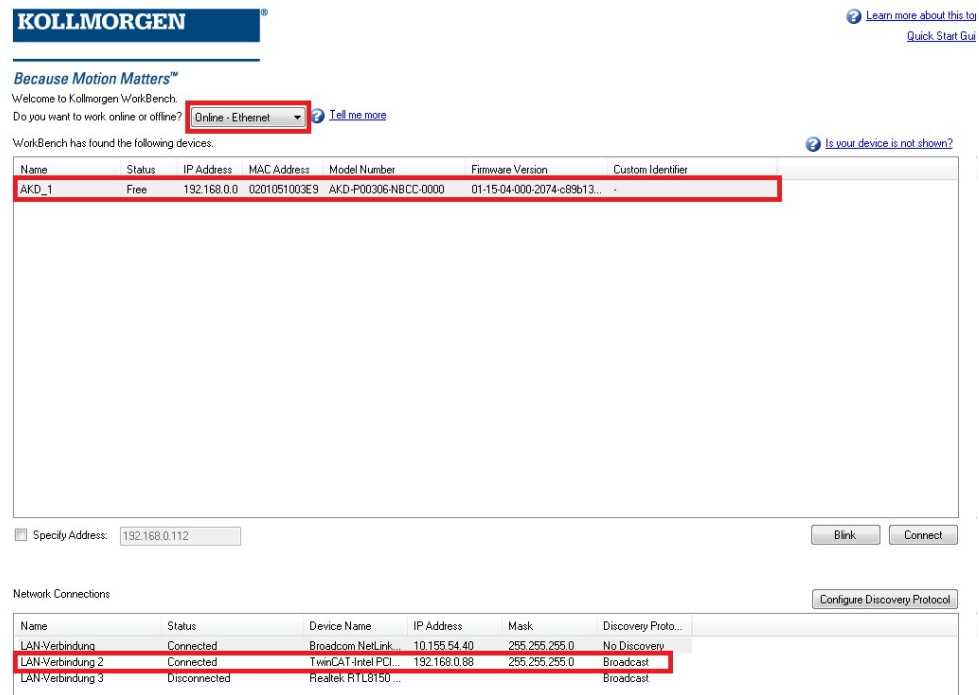 KOLLMORGEN®
Learn more about this to
Quick Start Gui
Because Motion Matters™
Welcome to Kollmorgen WorkBench.
Do you want to work online or offline? Online - Ethernet Tell me more
WorkBench has found the following devices. Is your device is not shown?
Name Status IP Address MAC Address Model Number Firmware Version Custom Identifier
AKD_1 Free 192.168.0.0 0201051003E9 AKD-P00306-NBCC-0000 01-15-04-000-2074-c89b13... -
Specify Address: 192.168.0.112 Blink Connect
Network Connections Configure Discovery Protocol
Name Status Device Name IP Address Mask Discovery Proto...
LAN-Verbindung Connected Broadcom NetLink... 10.155.54.40 255.255.255.0 No Discovery
LAN-Verbindung 2 Connected TwinCAT-Intel PCI... 192.168.0.88 255.255.255.0 Broadcast
LAN-Verbindung 3 Disconnected Realtek RTL8150 ... Broadcast